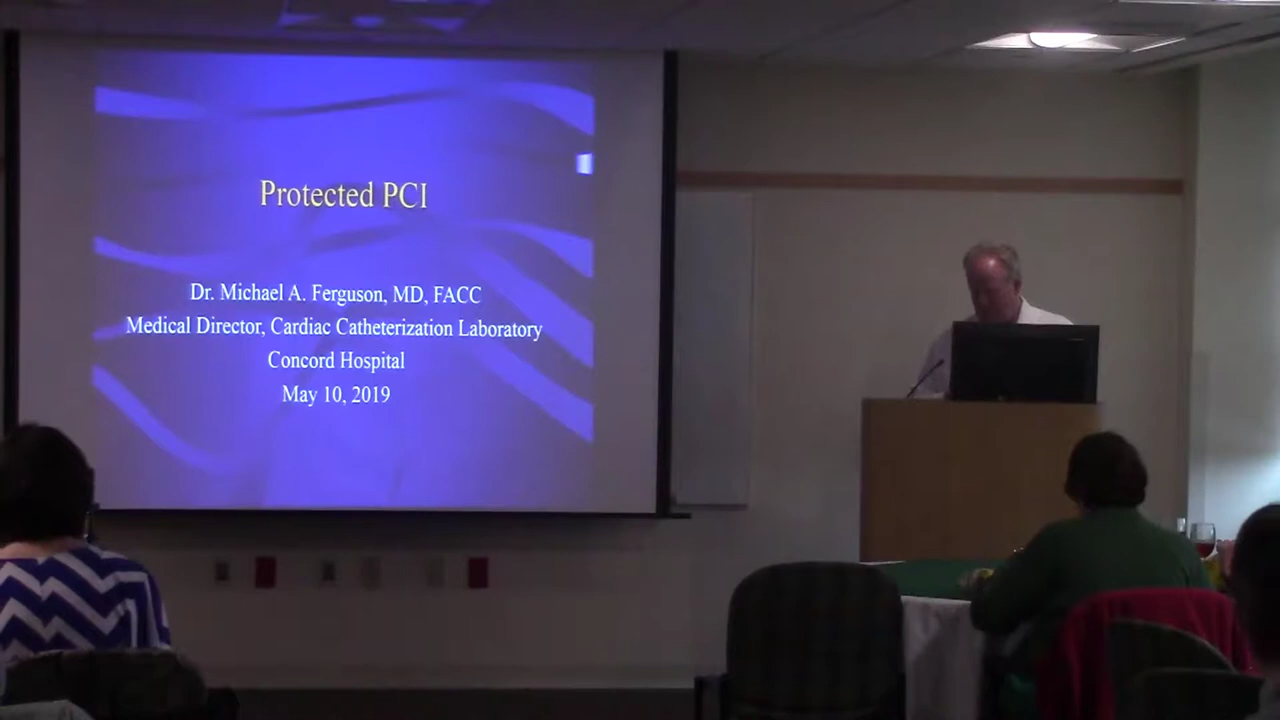 Protected PCI
Dr. Michael A. Ferguson, MD, FACC
Medical Director, Cardiac Catheterization Laboratory
Concord Hospital
May 10, 2019